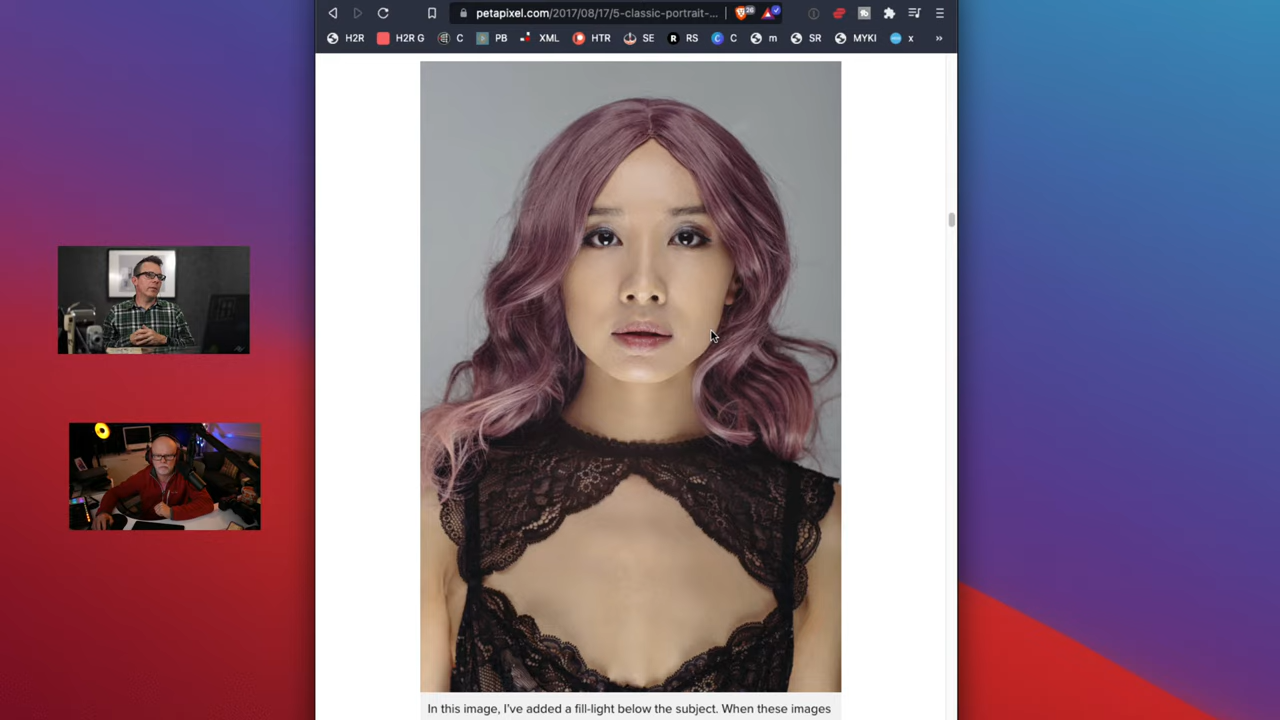 petapixel.com/2017/08/17/5-classic-portrait-...
26
H2R H2R G C PB XML HTR SE R RS C C m SR MYKI x »
In this image, I've added a fill-light below the subject. When these images